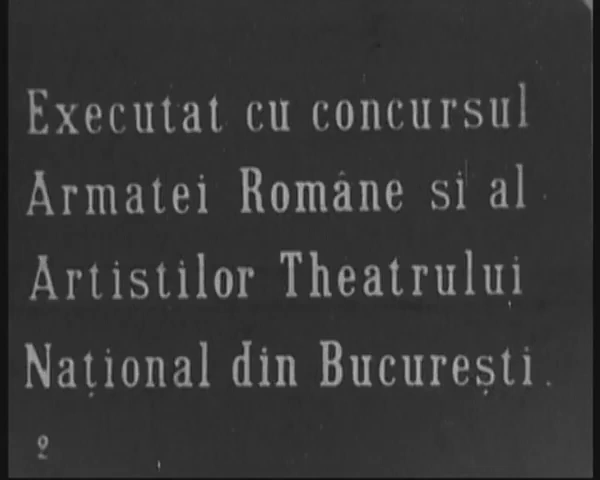 Executat cu concursul
Armatei Române si al
Artistilor Theatrului
Național din București.
2